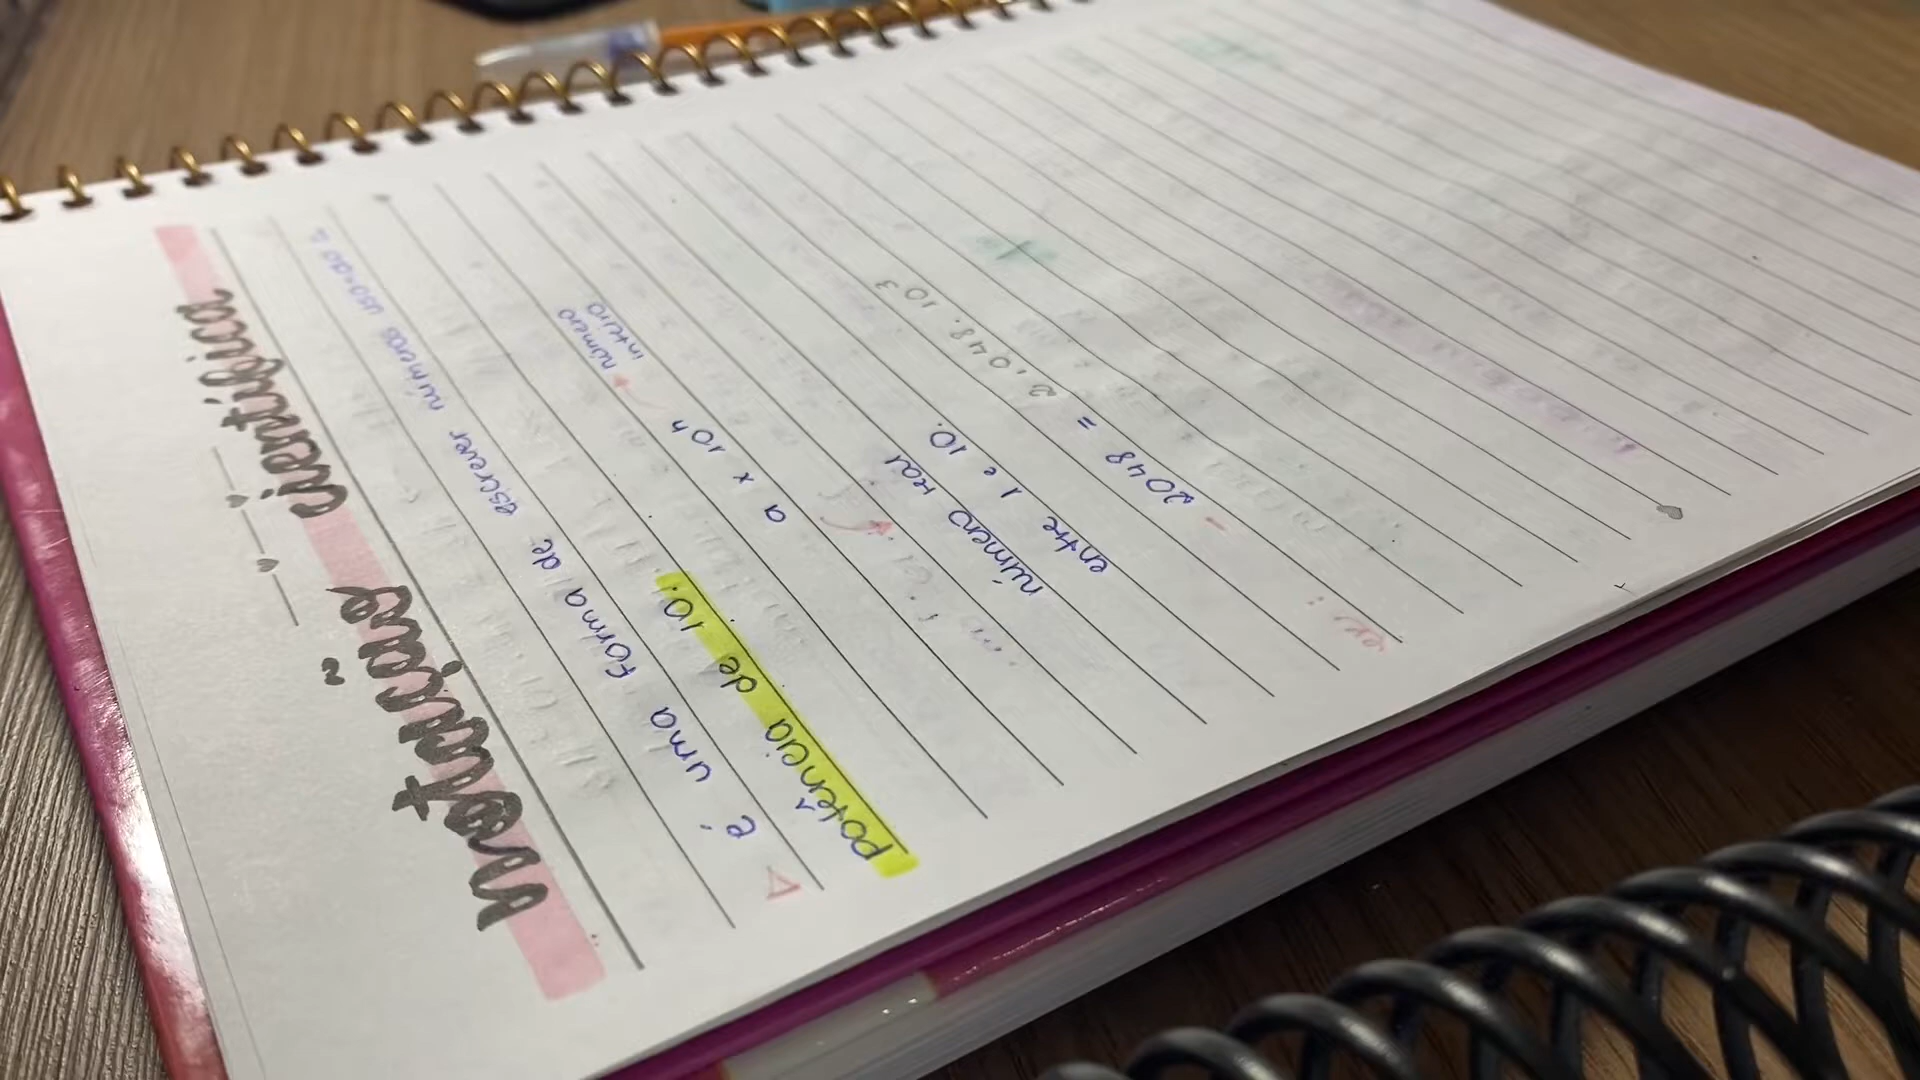 notação científica
é uma forma de escrever números usando a
potência de 10.
a x 10ⁿ
número
inteiro
número real
entre 1 e 10.
ex:
- 2048 = 2,048 . 10³